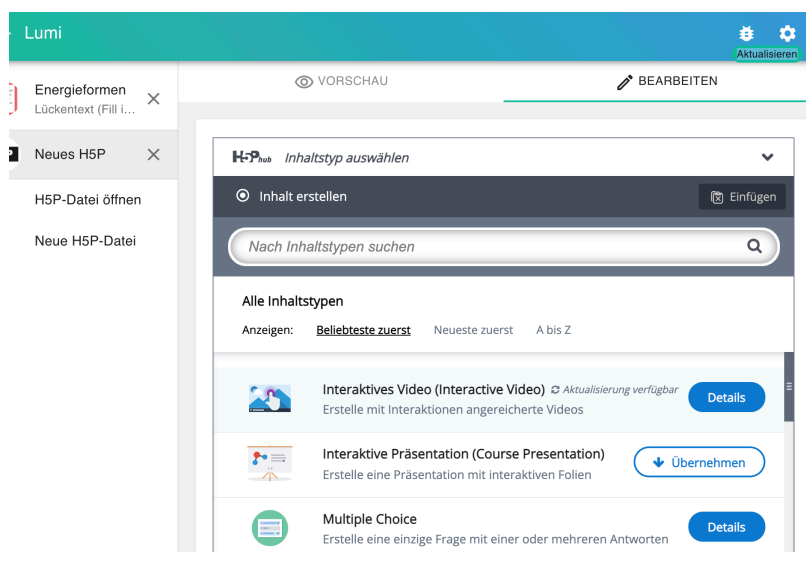 Lumi
Aktualisieren
Energieformen
Lückentext (Fill i…
Neues H5P
H5P-Datei öffnen
Neue H5P-Datei
VORSCHAU
BEARBEITEN
H5Phub Inhaltstyp auswählen
Inhalt erstellen
Einfügen
Nach Inhaltstypen suchen
Alle Inhaltstypen
Anzeigen: Beliebteste zuerst Neueste zuerst A bis Z
Interaktives Video (Interactive Video) Aktualisierung verfügbar
Erstelle mit Interaktionen angereicherte Videos
Details
Interaktive Präsentation (Course Presentation)
Erstelle eine Präsentation mit interaktiven Folien
Übernehmen
Multiple Choice
Erstelle eine einzige Frage mit einer oder mehreren Antworten
Details